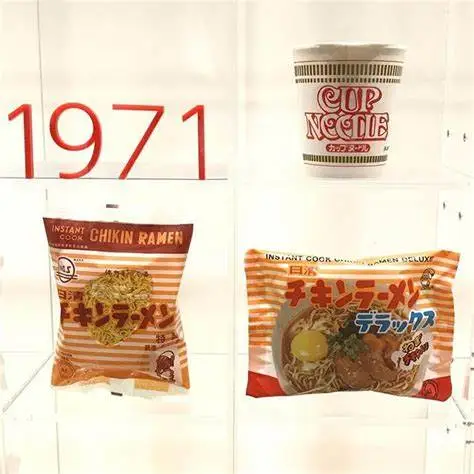 1971
CUP
NOODLE
カップヌードル
INSTANT
COOK CHIKIN RAMEN
日清
チキンラーメン
INSTANT COOK CHIKIN RAMEN DELUXE
日清
チキンラーメン
デラックス